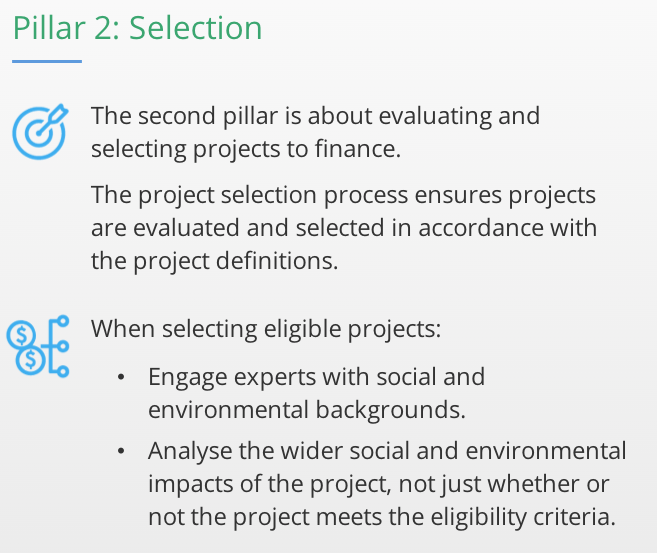 Pillar 2: Selection
The second pillar is about evaluating and
selecting projects to finance.
The project selection process ensures projects
are evaluated and selected in accordance with
the project definitions.
$
$
When selecting eligible projects:
• Engage experts with social and
environmental backgrounds.
• Analyse the wider social and environmental
impacts of the project, not just whether or
not the project meets the eligibility criteria.